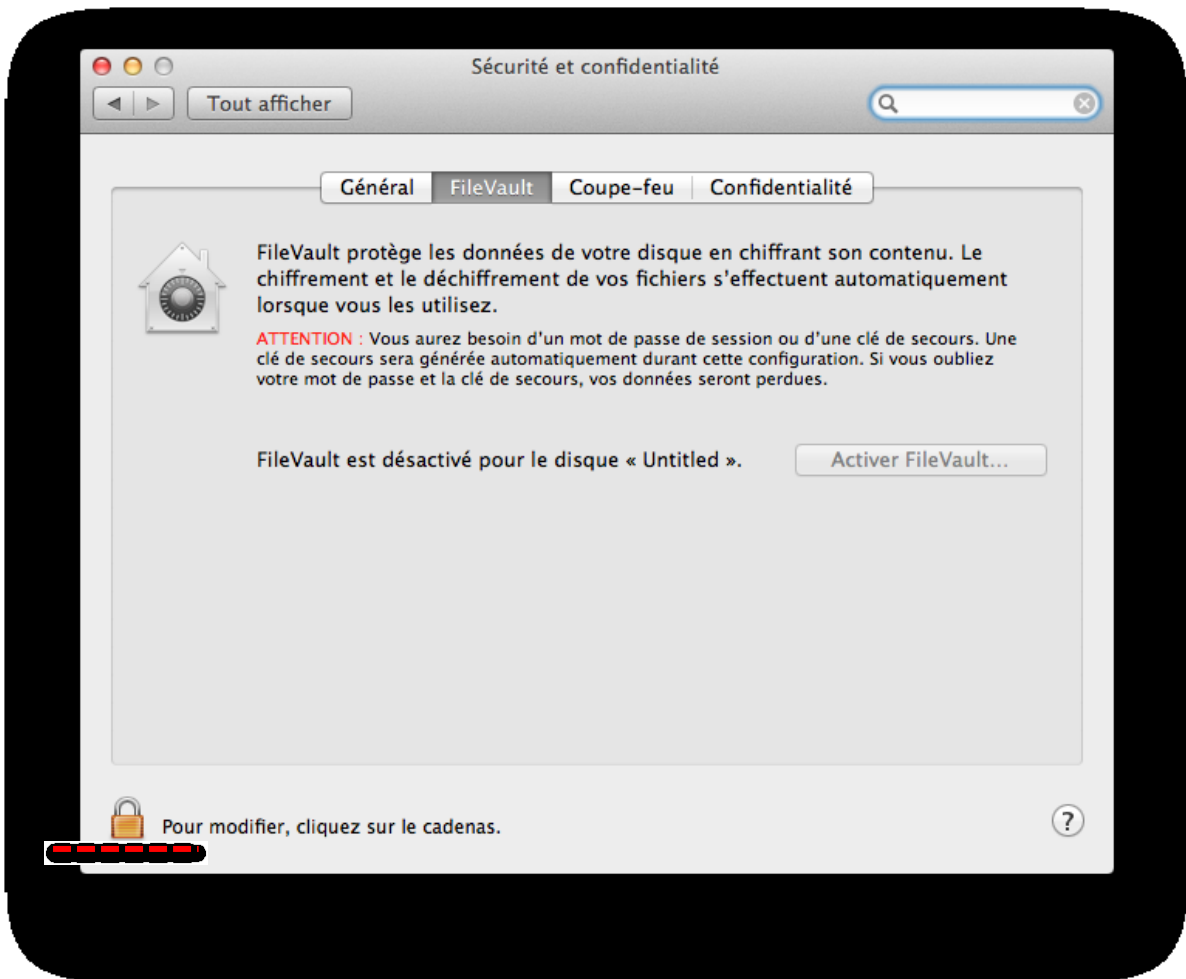 Sécurité et confidentialité
Tout afficher
Général FileVault Coupe-feu Confidentialité
FileVault protège les données de votre disque en chiffrant son contenu. Le
chiffrement et le déchiffrement de vos fichiers s’effectuent automatiquement
lorsque vous les utilisez.
ATTENTION : Vous aurez besoin d’un mot de passe de session ou d’une clé de secours. Une
clé de secours sera générée automatiquement durant cette configuration. Si vous oubliez
votre mot de passe et la clé de secours, vos données seront perdues.
FileVault est désactivé pour le disque « Untitled ». Activer FileVault...
Pour modifier, cliquez sur le cadenas. ?